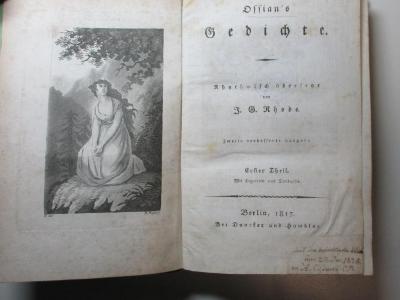 Ossian's
Gedichte.
Rhythmisch übersetzt
von
J. G. Rhode.
Zweite verbesserte Ausgabe
Erster Theil.
Mit Kupfern und Vignetten.
Berlin, 1817.
Bei Duncker und Humblot